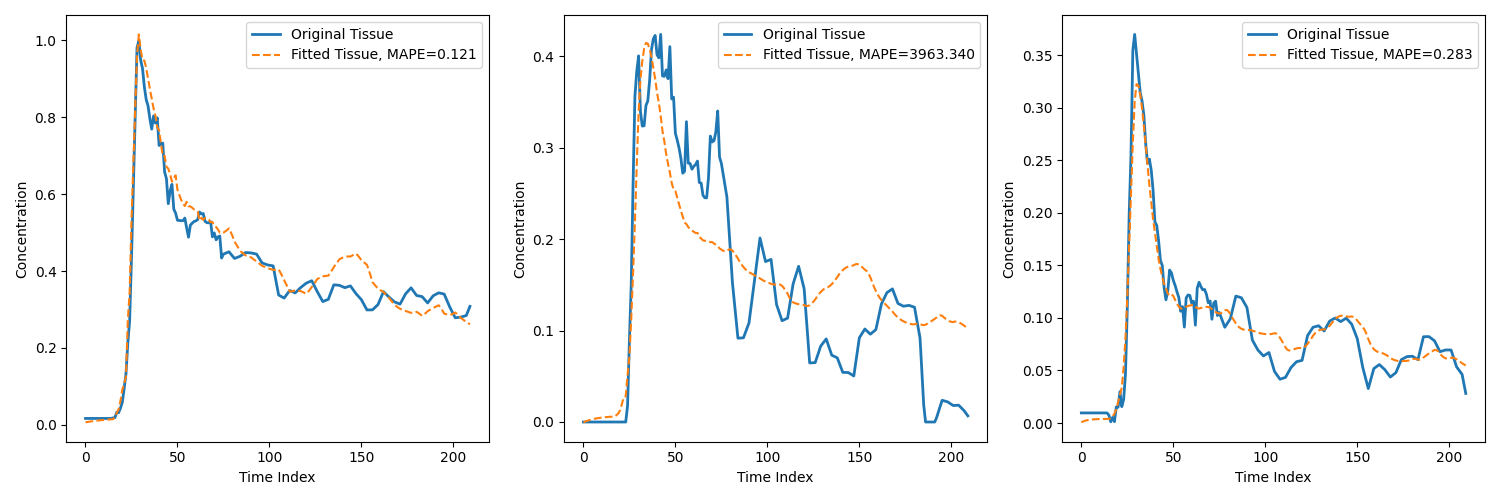 Original Tissue
Fitted Tissue, MAPE=0.121
Concentration
1.0
0.8
0.6
0.4
0.2
0.0
0 50 100 150 200
Time Index
Original Tissue
Fitted Tissue, MAPE=3963.340
Concentration
0.4
0.3
0.2
0.1
0.0
0 50 100 150 200
Time Index
Original Tissue
Fitted Tissue, MAPE=0.283
Concentration
0.35
0.30
0.25
0.20
0.15
0.10
0.05
0.00
0 50 100 150 200
Time Index